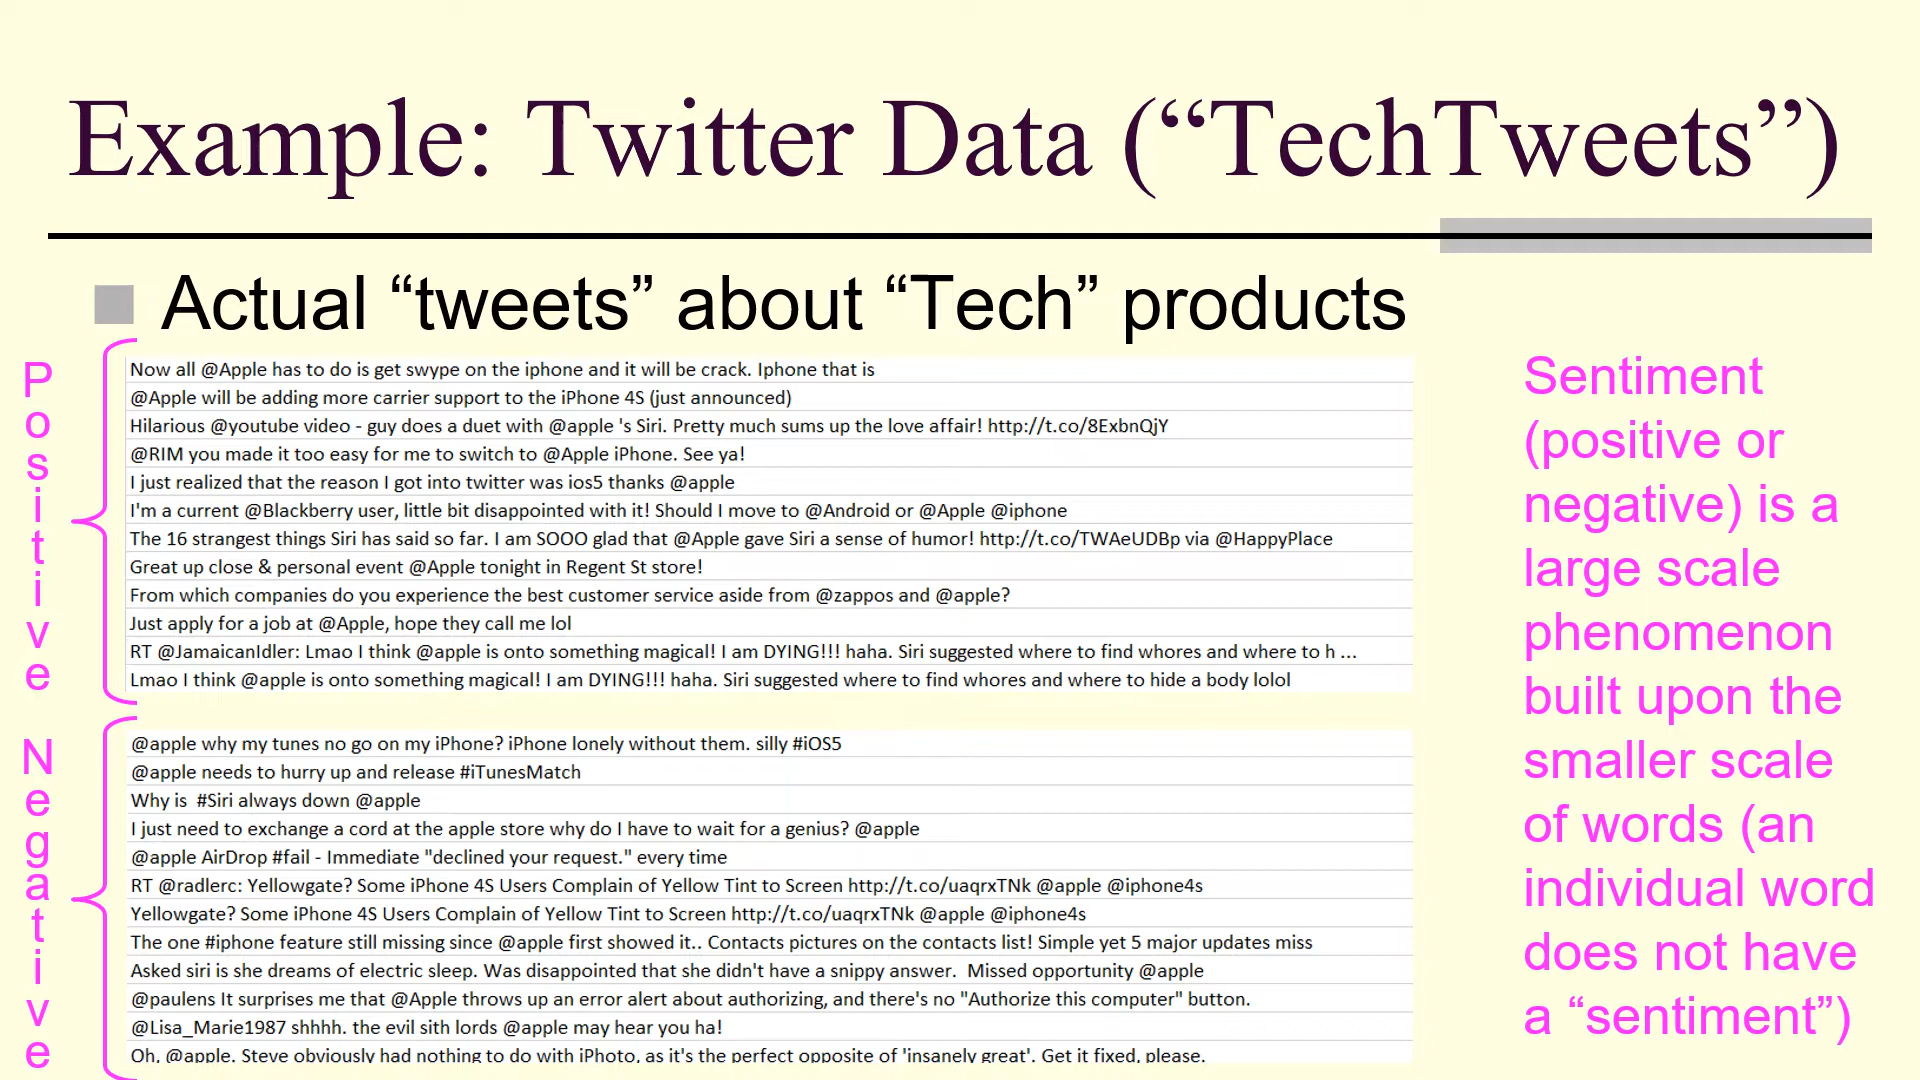 Example: Twitter Data (“TechTweets”)
Actual “tweets” about “Tech” products
Positive
Now all @Apple has to do is get swype on the iphone and it will be crack. Iphone that is
@Apple will be adding more carrier support to the iPhone 4S (just announced)
Hilarious @youtube video - guy does a duet with @apple 's Siri. Pretty much sums up the love affair! http://t.co/8ExbnQjY
@RIM you made it too easy for me to switch to @Apple iPhone. See ya!
I just realized that the reason I got into twitter was ios5 thanks @apple
I'm a current @Blackberry user, little bit disappointed with it! Should I move to @Android or @Apple @iphone
The 16 strangest things Siri has said so far. I am SOOO glad that @Apple gave Siri a sense of humor! http://t.co/TWAeUDBp via @HappyPlace
Great up close & personal event @Apple tonight in Regent St store!
From which companies do you experience the best customer service aside from @zappos and @apple?
Just apply for a job at @Apple, hope they call me lol
RT @JamaicanIdler: Lmao I think @apple is onto something magical! I am DYING!!! haha. Siri suggested where to find whores and where to h ...
Lmao I think @apple is onto something magical! I am DYING!!! haha. Siri suggested where to find whores and where to hide a body lolol
Negative
@apple why my tunes no go on my iPhone? iPhone lonely without them. silly #iOS5
@apple needs to hurry up and release #iTunesMatch
Why is  #Siri always down @apple
I just need to exchange a cord at the apple store why do I have to wait for a genius? @apple
@apple AirDrop #fail - Immediate "declined your request." every time
RT @radlerc: Yellowgate? Some iPhone 4S Users Complain of Yellow Tint to Screen http://t.co/uaqrxTNk @apple @iphone4s
Yellowgate? Some iPhone 4S Users Complain of Yellow Tint to Screen http://t.co/uaqrxTNk @apple @iphone4s
The one #iphone feature still missing since @apple first showed it.. Contacts pictures on the contacts list! Simple yet 5 major updates miss
Asked siri is she dreams of electric sleep. Was disappointed that she didn't have a snippy answer.  Missed opportunity @apple
@paulens It surprises me that @Apple throws up an error alert about authorizing, and there's no "Authorize this computer" button.
@Lisa_Marie1987 shhhh. the evil sith lords @apple may hear you ha!
Oh, @apple. Steve obviously had nothing to do with iPhoto, as it's the perfect opposite of 'insanely great'. Get it fixed, please.
Sentiment
(positive or
negative) is a
large scale
phenomenon
built upon the
smaller scale
of words (an
individual word
does not have
a “sentiment”)